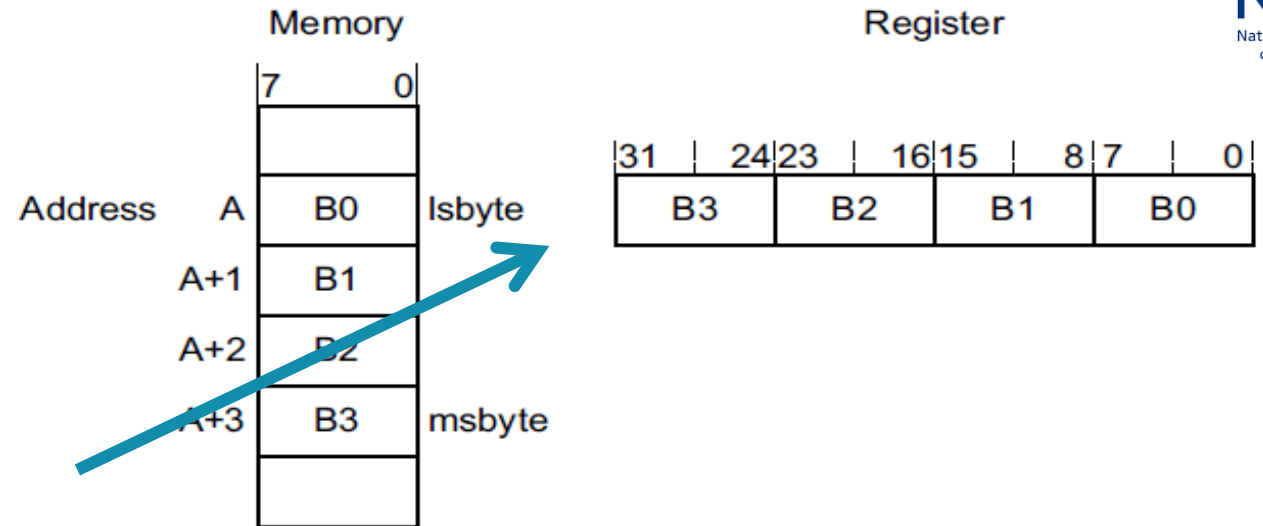 Memory
Register
Nat
7 0
31 24 23 16 15 8 7 0
Address A B0 lsbyte
B3 B2 B1 B0
A+1 B1
A+2 B2
A+3 B3 msbyte